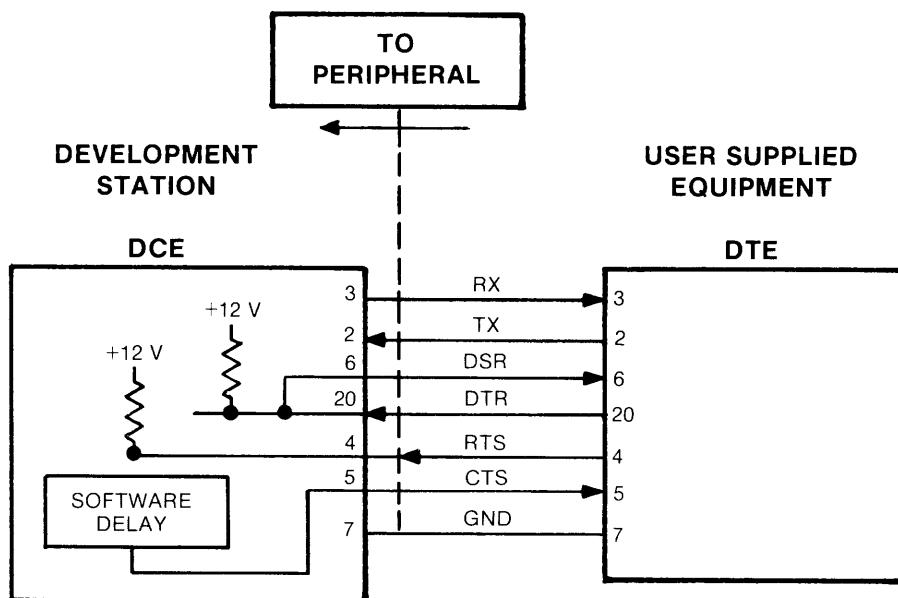 TO
PERIPHERAL
DEVELOPMENT
STATION
USER SUPPLIED
EQUIPMENT
DCE
DTE
3 RX 3
+12 V
2 TX 2
+12 V
6 DSR 6
20 DTR 20
4 RTS 4
5 CTS 5
SOFTWARE
DELAY
7 GND 7